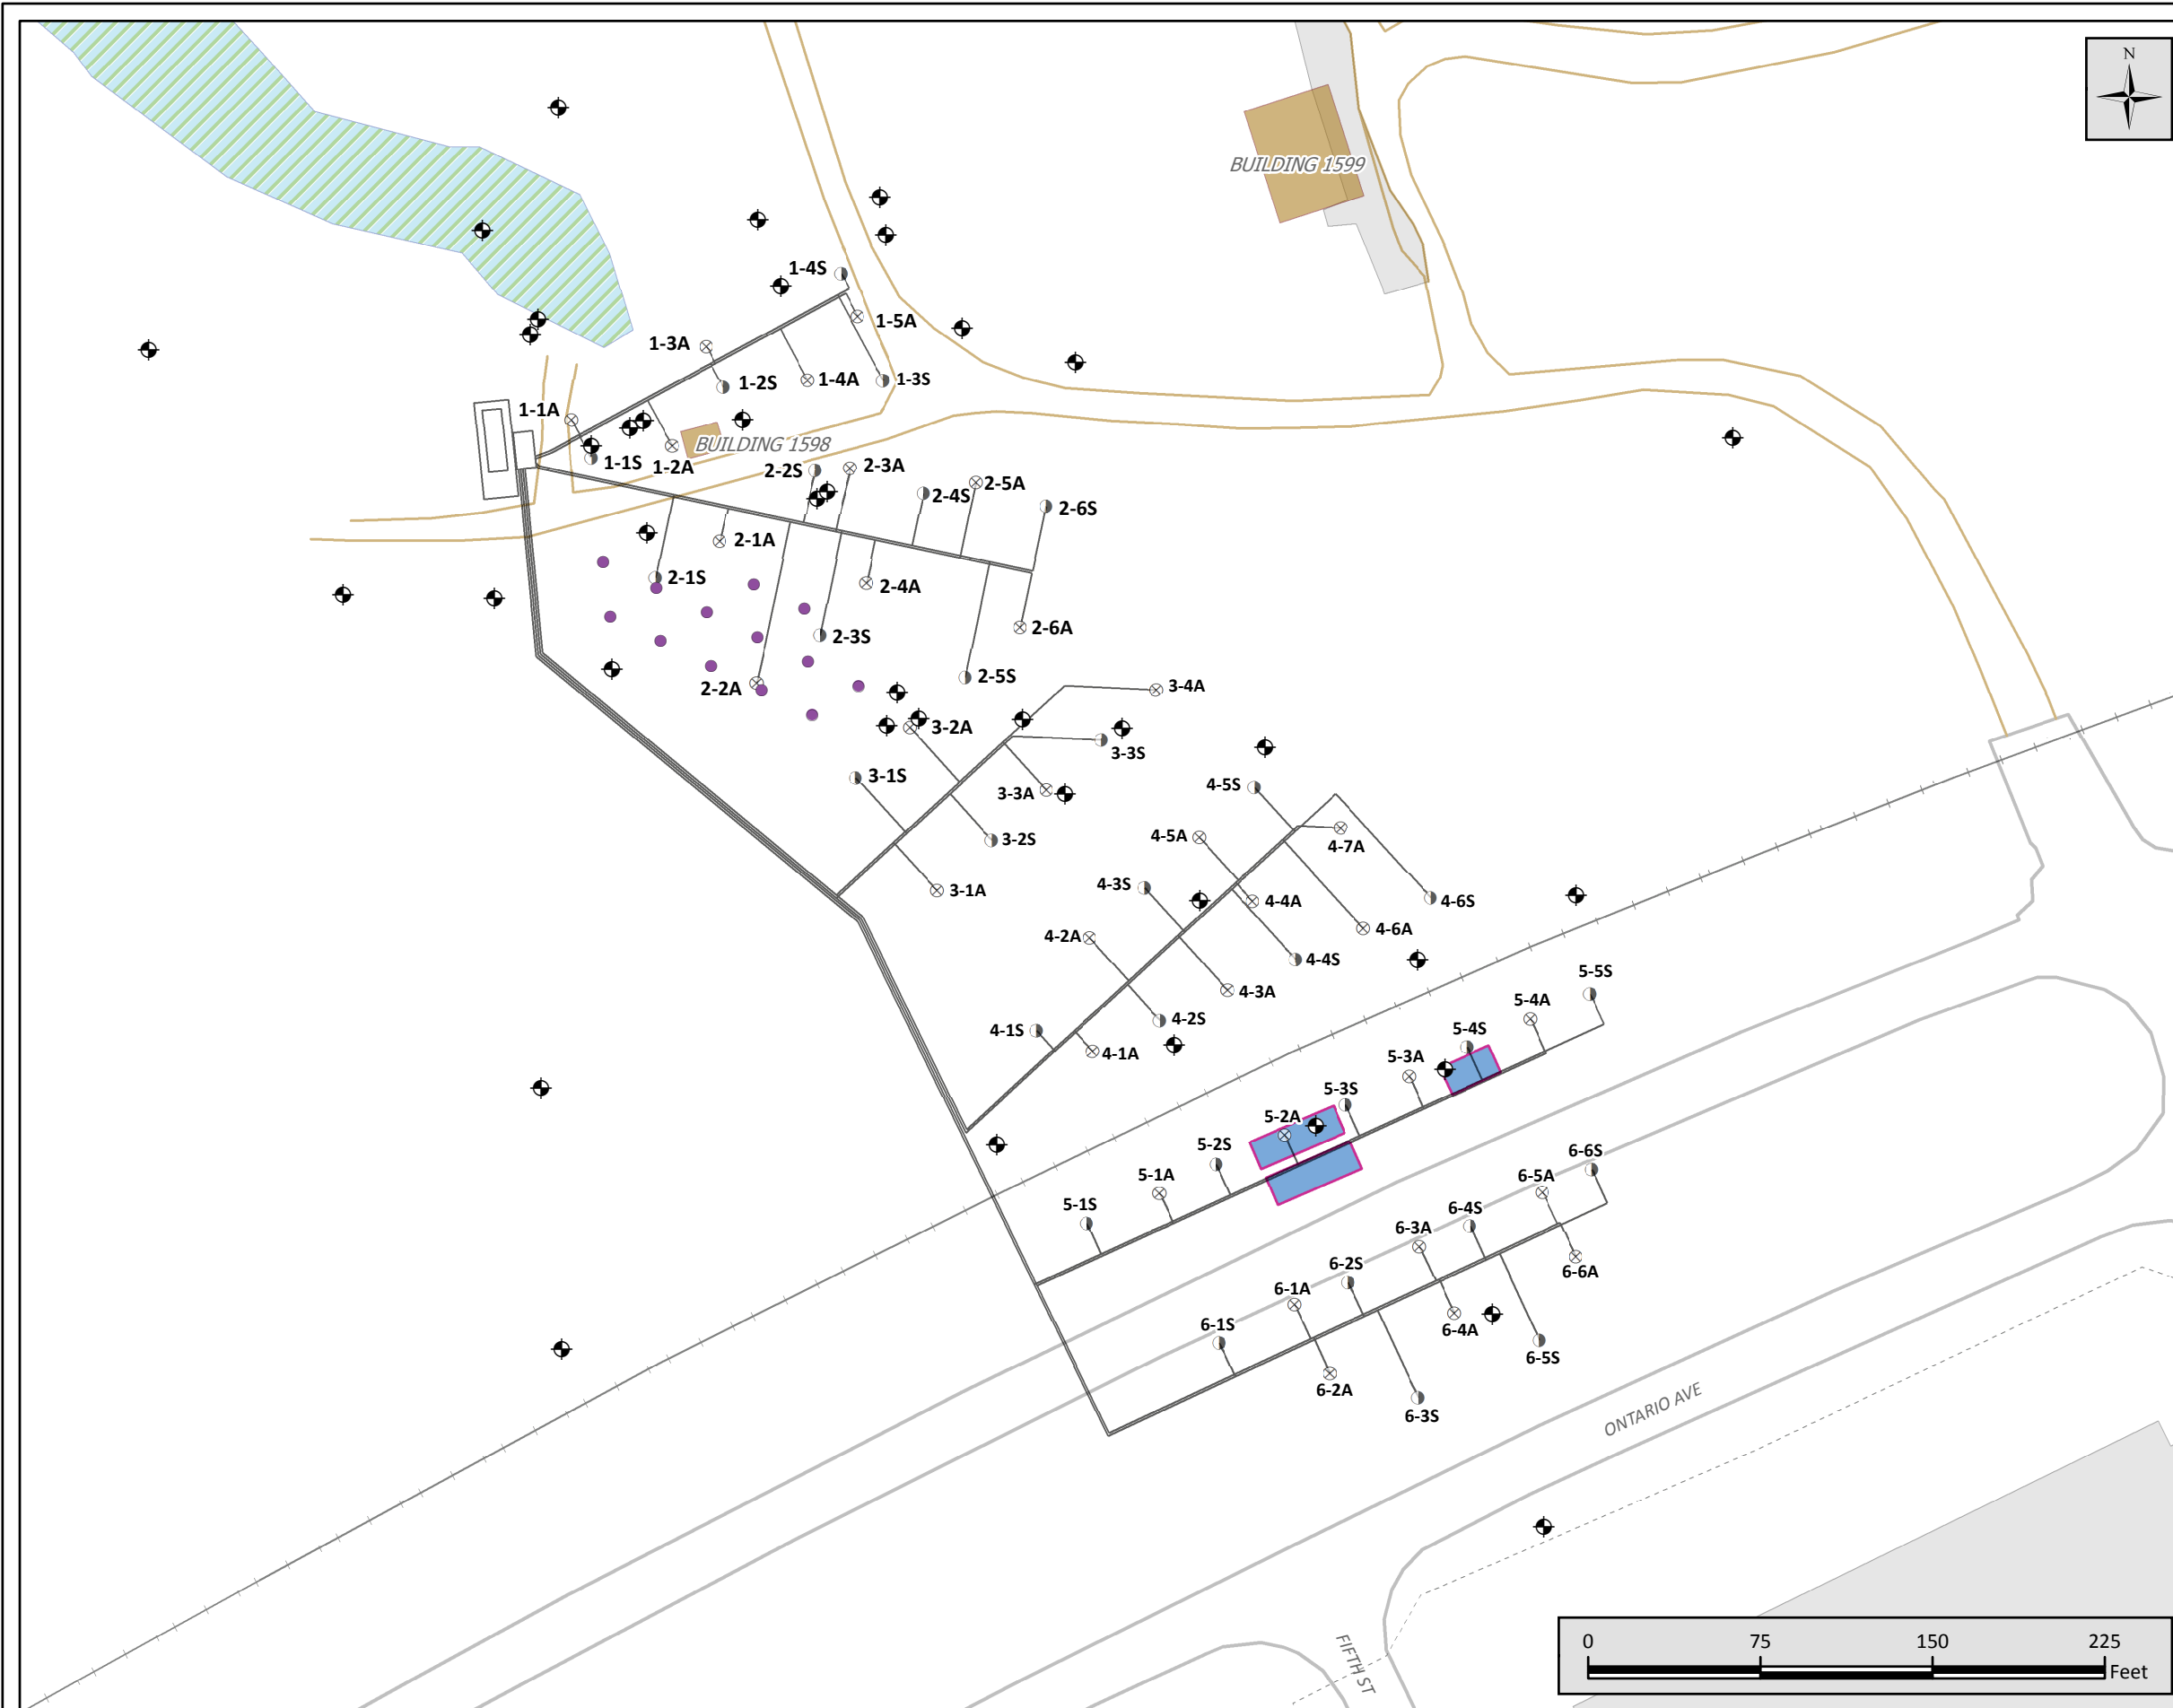 N
BUILDING 1599
1-4S
1-5A
1-3A
1-2S
1-4A
1-3S
1-1A
BUILDING 1598
1-1S
1-2A
2-2S
2-3A
2-5A
2-4S
2-6S
2-1A
2-1S
2-4A
2-6A
2-3S
2-5S
2-2A
3-4A
3-2A
3-3S
3-1S
3-3A
4-5S
3-2S
4-5A
4-7A
3-1A
4-3S
4-4A
4-6S
4-2A
4-6A
4-4S
5-5S
4-3A
5-4A
4-2S
4-1S
5-4S
4-1A
5-3A
5-3S
5-2A
5-2S
6-6S
5-1A
6-5A
5-1S
6-4S
6-3A
6-2S
6-6A
6-1A
6-1S
6-4A
6-5S
6-2A
6-3S
ONTARIO AVE
FIFTH ST
0 75 150 225
Feet